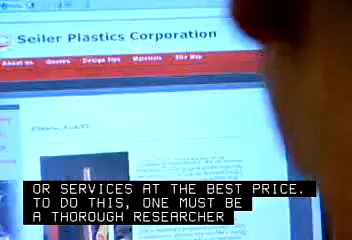 Seiler Plastics Corporation
About us Quotes Design Tips Materials Site Map
OR SERVICES AT THE BEST PRICE.
TO DO THIS, ONE MUST BE
A THOROUGH RESEARCHER